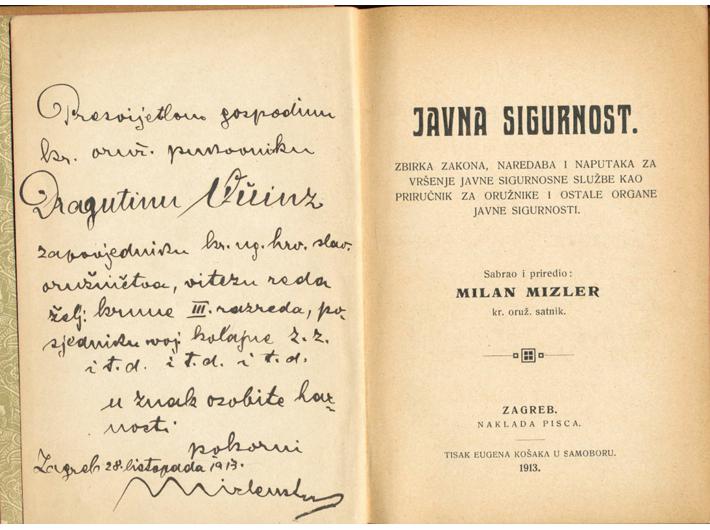 Presvijetlom gospodinu
kr. oruž. pukovniku
Dragutinu
zapovjedniku kr. ug. hrv. slav.
oružničtva, vitezu reda
želj. krune III. razreda, po-
sjedniku voj. kolajne z. z.
i t. d. i t. d. i t. d.
u znak osobite har-
nosti
pokorni
Zagreb 28. listopada 1913.
JAVNA SIGURNOST.
ZBIRKA ZAKONA, NAREDABA I NAPUTAKA ZA
VRŠENJE JAVNE SIGURNOSNE SLUŽBE KAO
PRIRUČNIK ZA ORUŽNIKE I OSTALE ORGANE
JAVNE SIGURNOSTI.
Sabrao i priredio:
MILAN MIZLER
kr. oruž. satnik.
ZAGREB.
NAKLADA PISCA.
TISAK EUGENA KOŠAKA U SAMOBORU.
1913.